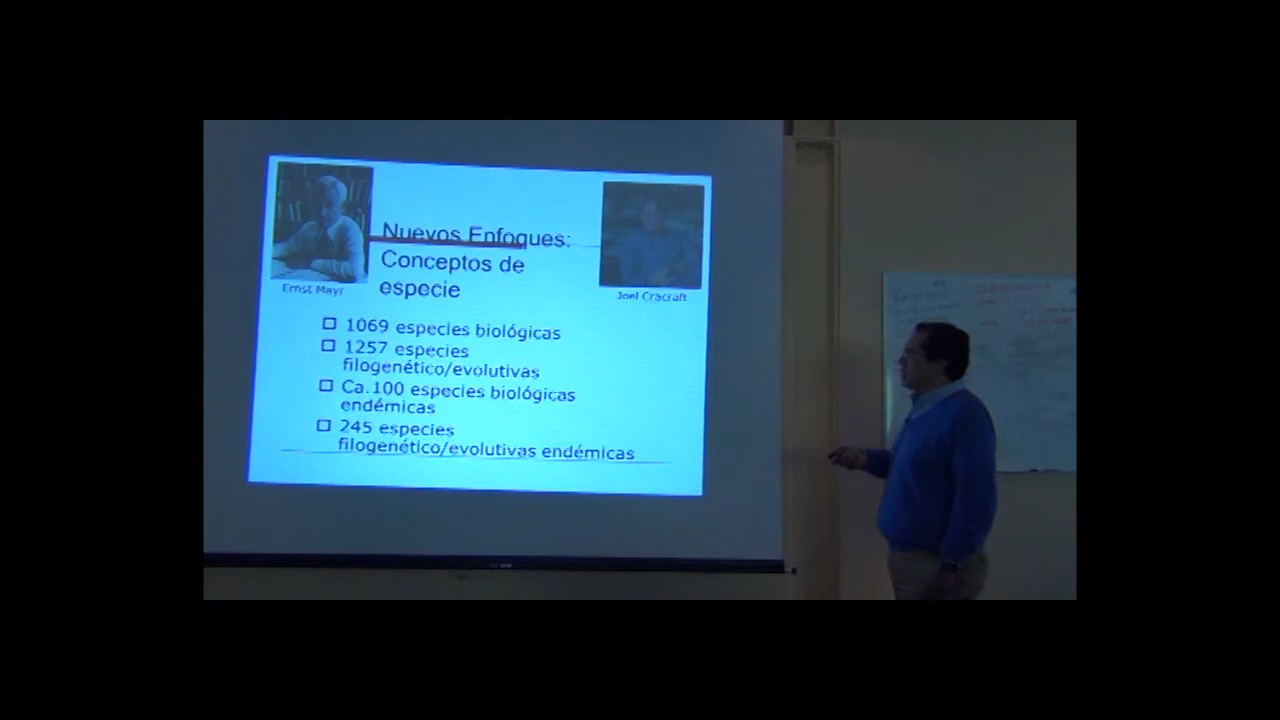 Nuevos Enfoques:
Conceptos de
especie
Ernst Mayr
Joel Cracraft
1069 especies biológicas
1257 especies
filogenético/evolutivas
Ca.100 especies biológicas
endémicas
245 especies
filogenético/evolutivas endémicas